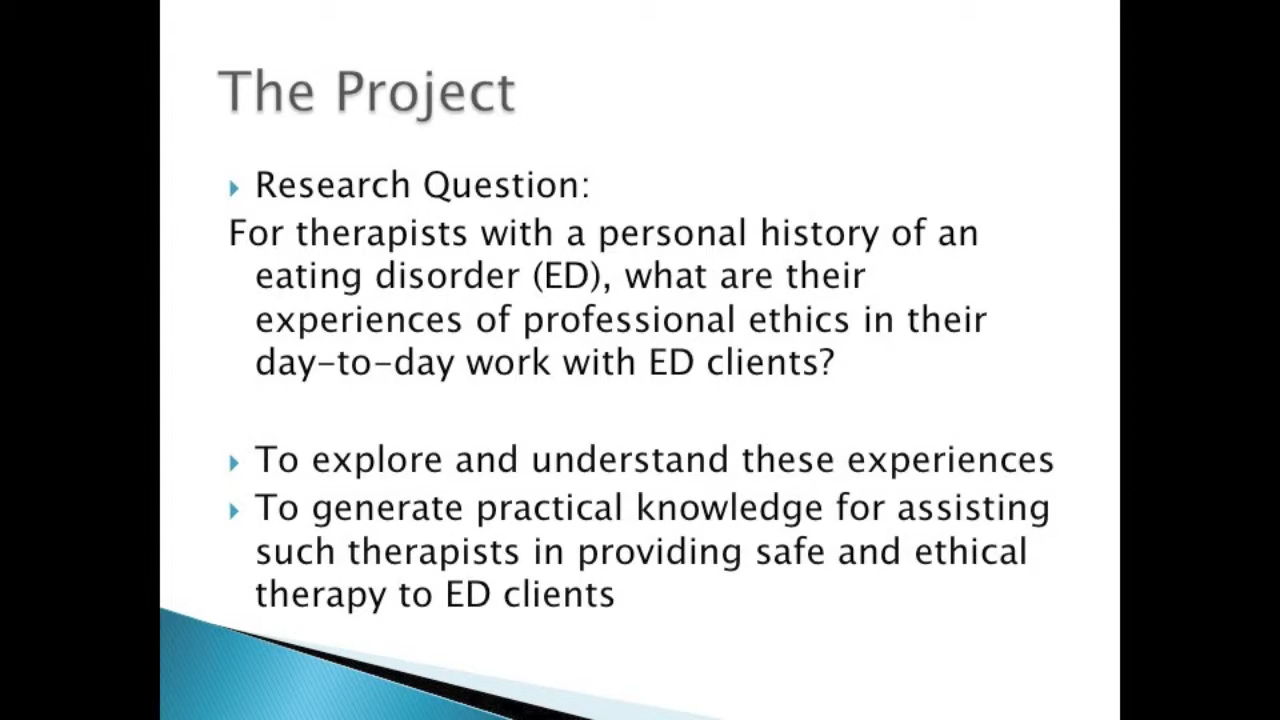 The Project
Research Question:
For therapists with a personal history of an
eating disorder (ED), what are their
experiences of professional ethics in their
day-to-day work with ED clients?
To explore and understand these experiences
To generate practical knowledge for assisting
such therapists in providing safe and ethical
therapy to ED clients